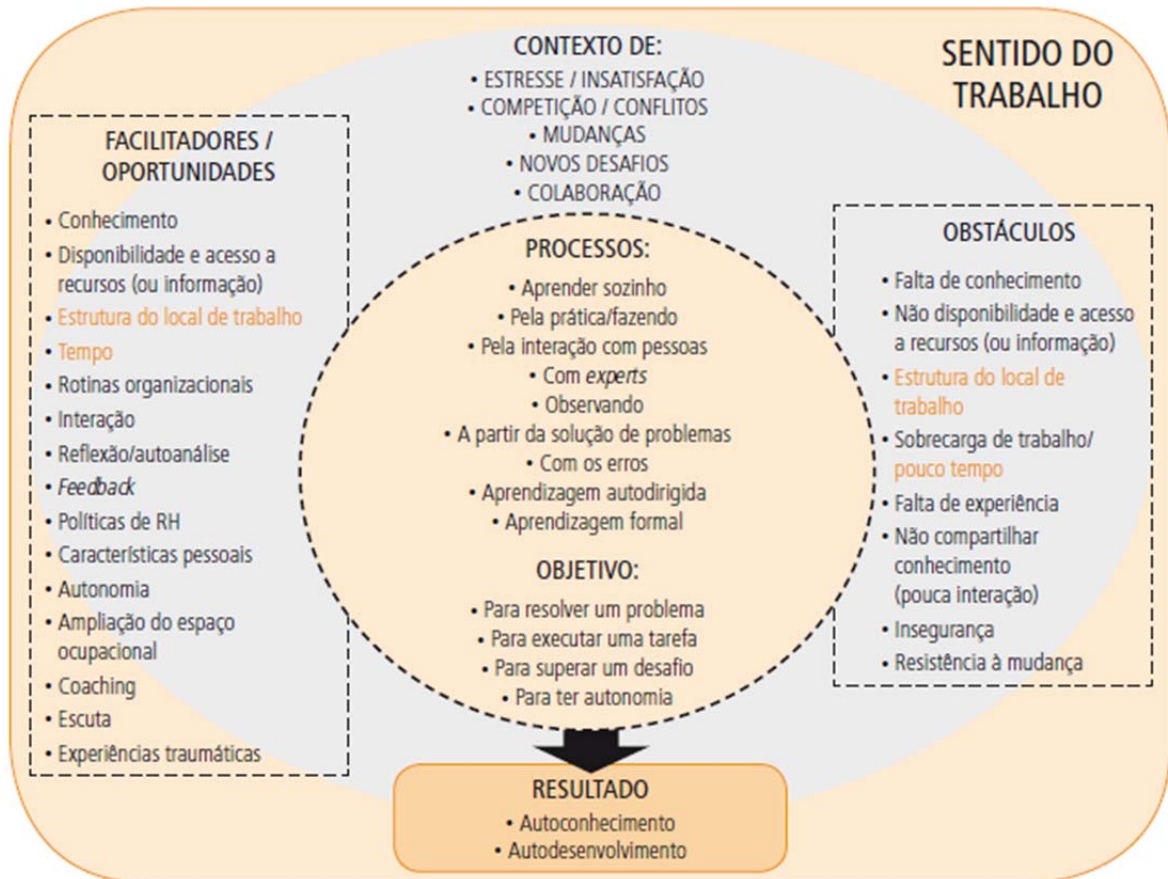 SENTIDO DO
TRABALHO
CONTEXTO DE:
• ESTRESSE / INSATISFAÇÃO
• COMPETIÇÃO / CONFLITOS
• MUDANÇAS
• NOVOS DESAFIOS
• COLABORAÇÃO
FACILITADORES /
OPORTUNIDADES
• Conhecimento
• Disponibilidade e acesso a
recursos (ou informação)
• Estrutura do local de trabalho
• Tempo
• Rotinas organizacionais
• Interação
• Reflexão/autoanálise
• Feedback
• Políticas de RH
• Características pessoais
• Autonomia
• Ampliação do espaço
ocupacional
• Coaching
• Escuta
• Experiências traumáticas
PROCESSOS:
• Aprender sozinho
• Pela prática/fazendo
• Pela interação com pessoas
• Com experts
• Observando
• A partir da solução de problemas
• Com os erros
• Aprendizagem autodirigida
• Aprendizagem formal
OBJETIVO:
• Para resolver um problema
• Para executar uma tarefa
• Para superar um desafio
• Para ter autonomia
OBSTÁCULOS
• Falta de conhecimento
• Não disponibilidade e acesso
a recursos (ou informação)
• Estrutura do local de
trabalho
• Sobrecarga de trabalho/
pouco tempo
• Falta de experiência
• Não compartilhar
conhecimento
(pouca interação)
• Insegurança
• Resistência à mudança
RESULTADO
• Autoconhecimento
• Autodesenvolvimento